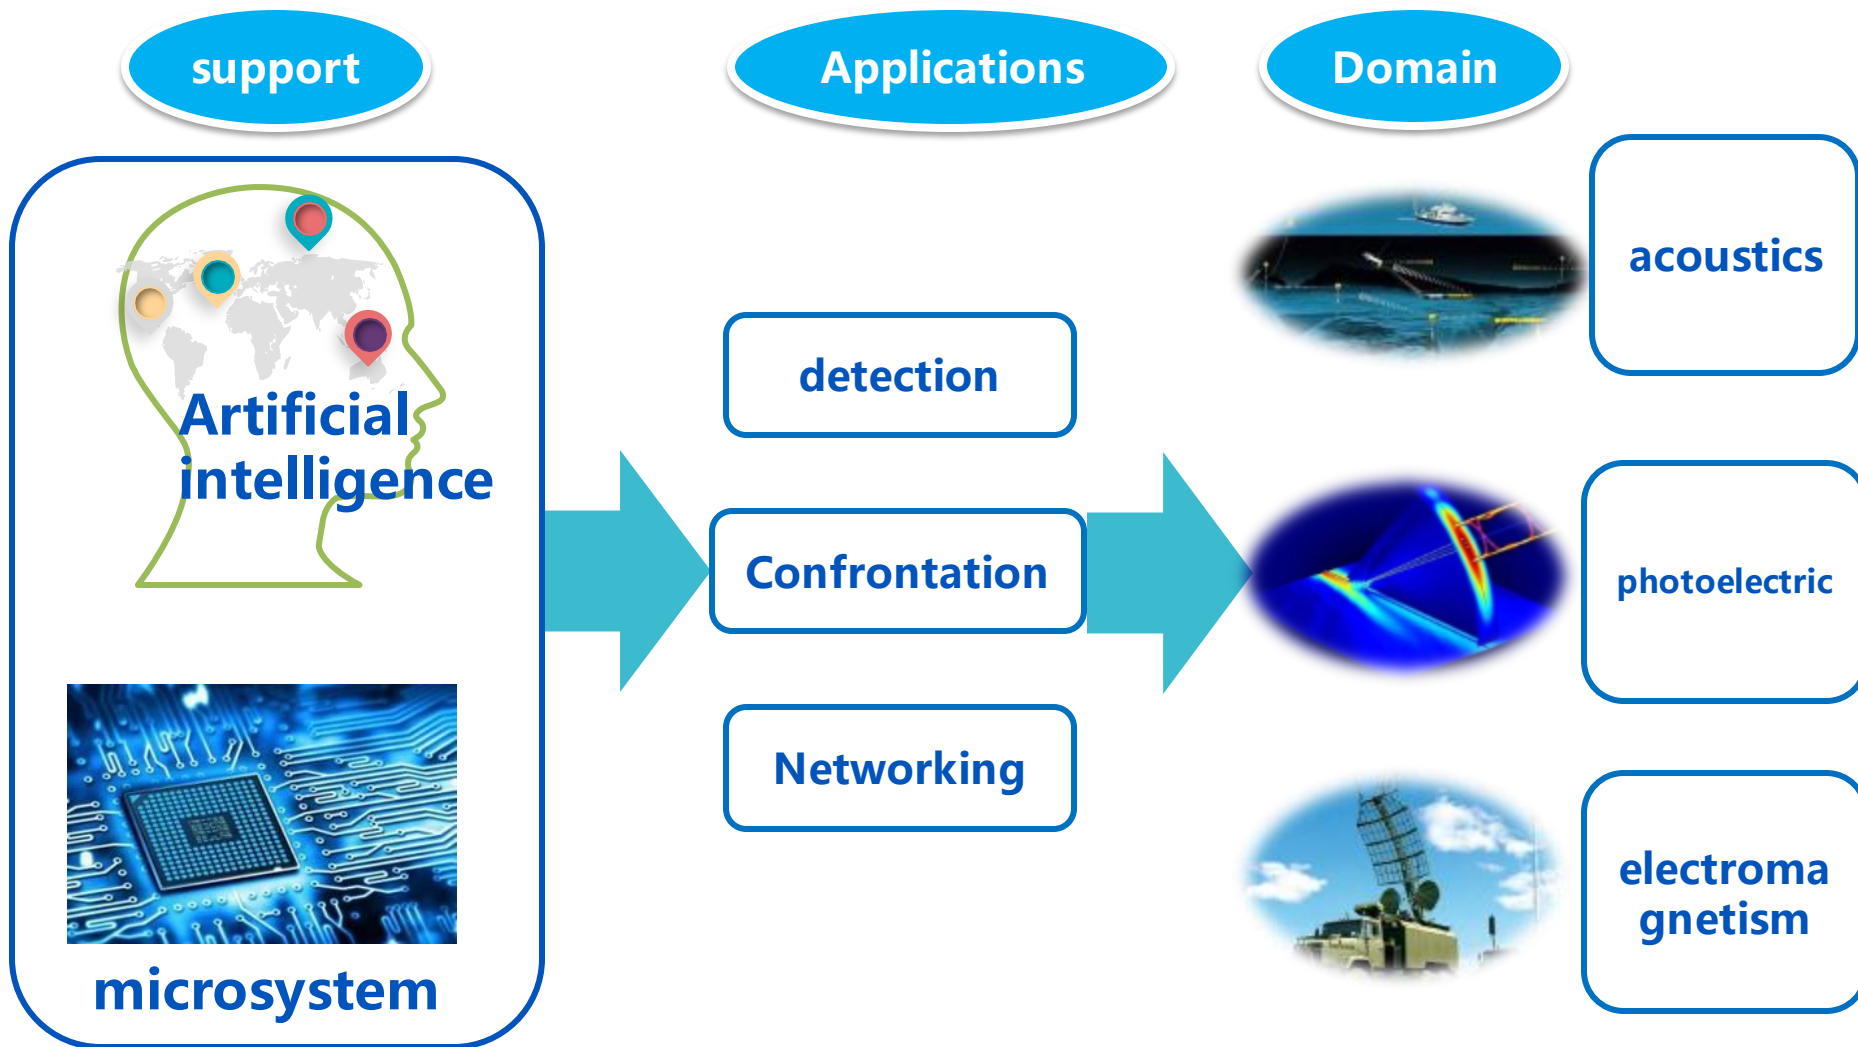 support
Applications
Domain
Artificial
intelligence
microsystem
detection
Confrontation
Networking
acoustics
photoelectric
electroma
gnetism